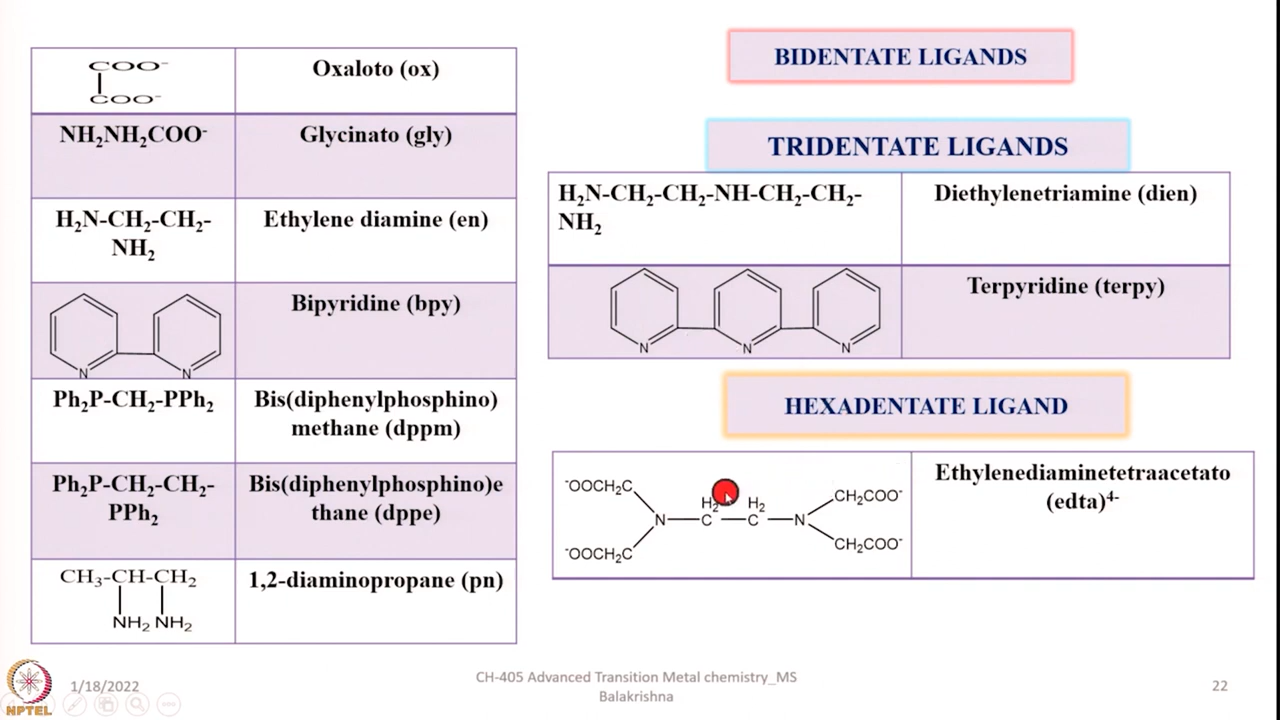 COO⁻
COO⁻
Oxaloto (ox)
NH₂NH₂COO⁻
Glycinato (gly)
H₂N-CH₂-CH₂-
NH₂
Ethylene diamine (en)
N
N
Bipyridine (bpy)
Ph₂P-CH₂-PPh₂
Bis(diphenylphosphino)
methane (dppm)
Ph₂P-CH₂-CH₂-
PPh₂
Bis(diphenylphosphino)e
thane (dppe)
CH₃-CH-CH₂
NH₂ NH₂
1,2-diaminopropane (pn)
BIDENTATE LIGANDS
TRIDENTATE LIGANDS
H₂N-CH₂-CH₂-NH-CH₂-CH₂-
NH₂
Diethylenetriamine (dien)
N
N
N
Terpyridine (terpy)
HEXADENTATE LIGAND
⁻OOCH₂C
CH₂COO⁻
H₂
H₂
N
C
C
N
⁻OOCH₂C
CH₂COO⁻
Ethylenediaminetetraacetato
(edta)⁴⁻
NPTEL
1/18/2022
CH-405 Advanced Transition Metal chemistry_MS
Balakrishna
22